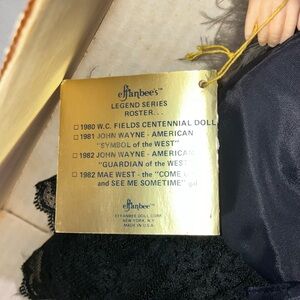 effanbee's™
LEGEND SERIES
ROSTER...
□ 1980 W.C. FIELDS CENTENNIAL DOLL
□ 1981 JOHN WAYNE - AMERICAN
"SYMBOL of the WEST"
□ 1982 JOHN WAYNE - AMERICAN
"GUARDIAN of the WEST"
□ 1982 MAE WEST - the "COME
and SEE ME SOMETIME" gal
effanbee™
EFFANBEE DOLL CORP.
NEW YORK, N.Y.
MADE IN U.S.A.